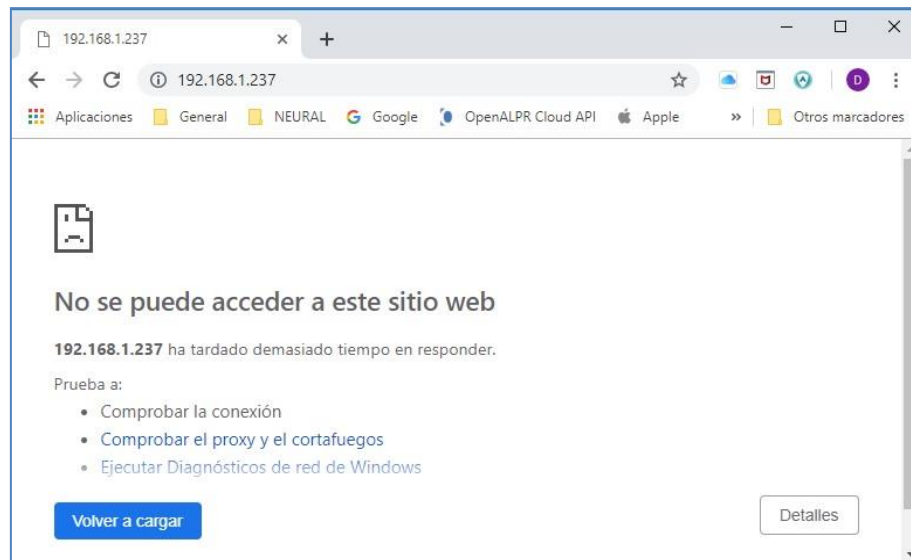 192.168.1.237
192.168.1.237
D
Aplicaciones General NEURAL G Google OpenALPR Cloud API Apple » Otros marcadores
No se puede acceder a este sitio web
192.168.1.237 ha tardado demasiado tiempo en responder.
Prueba a:
• Comprobar la conexión
• Comprobar el proxy y el cortafuegos
• Ejecutar Diagnósticos de red de Windows
Volver a cargar Detalles